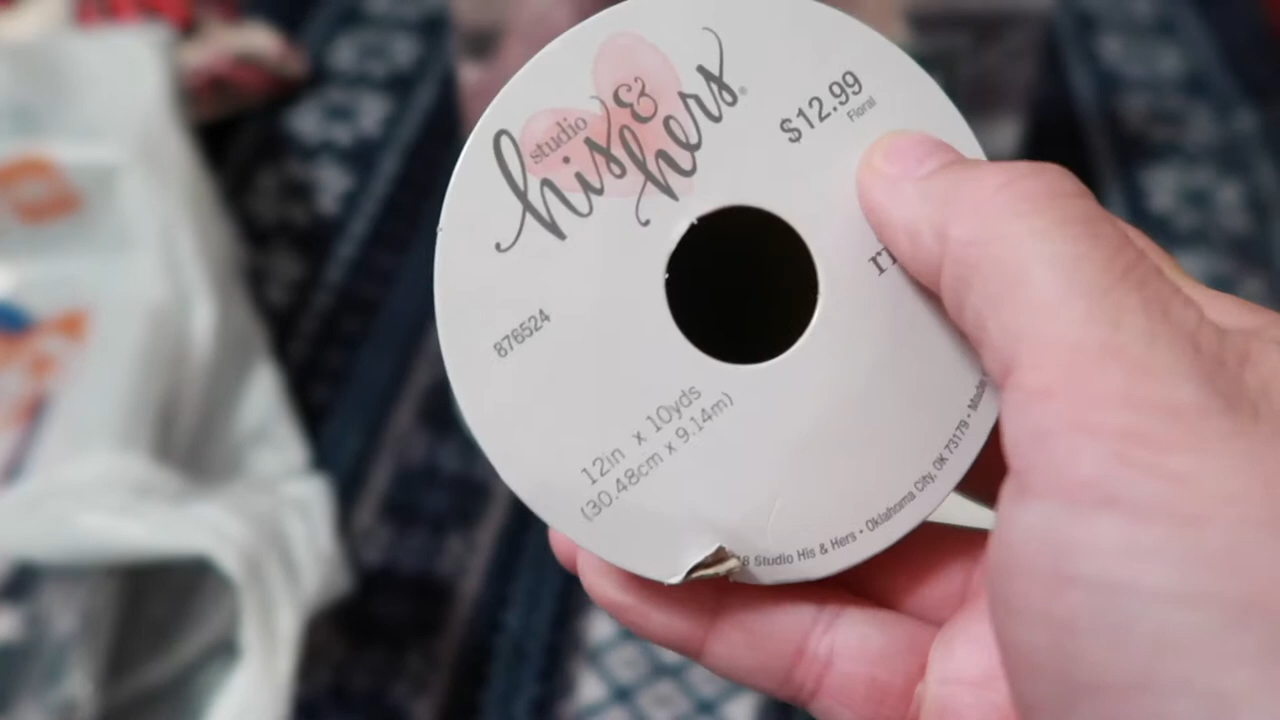 studio
his &
hers®
$12.99
Floral
876524
12in x 10yds
(30.48cm x 9.14m)
8 Studio His & Hers • Oklahoma City, OK 73179 •